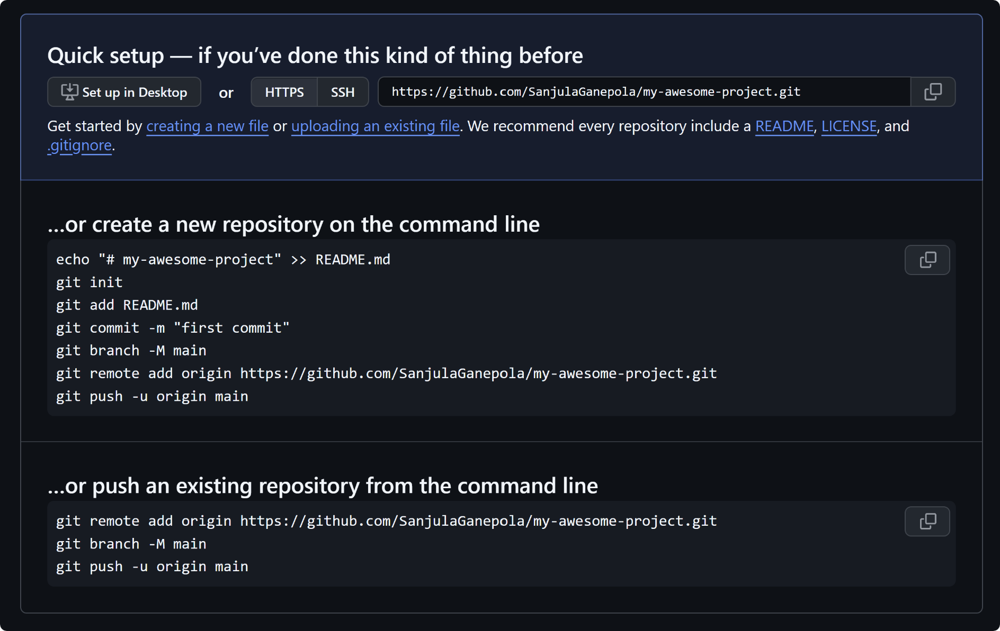 Quick setup — if you’ve done this kind of thing before
Set up in Desktop or HTTPS SSH https://github.com/SanjulaGanepola/my-awesome-project.git
Get started by creating a new file or uploading an existing file. We recommend every repository include a README, LICENSE, and
.gitignore.
…or create a new repository on the command line
echo "# my-awesome-project" >> README.md
git init
git add README.md
git commit -m "first commit"
git branch -M main
git remote add origin https://github.com/SanjulaGanepola/my-awesome-project.git
git push -u origin main
…or push an existing repository from the command line
git remote add origin https://github.com/SanjulaGanepola/my-awesome-project.git
git branch -M main
git push -u origin main